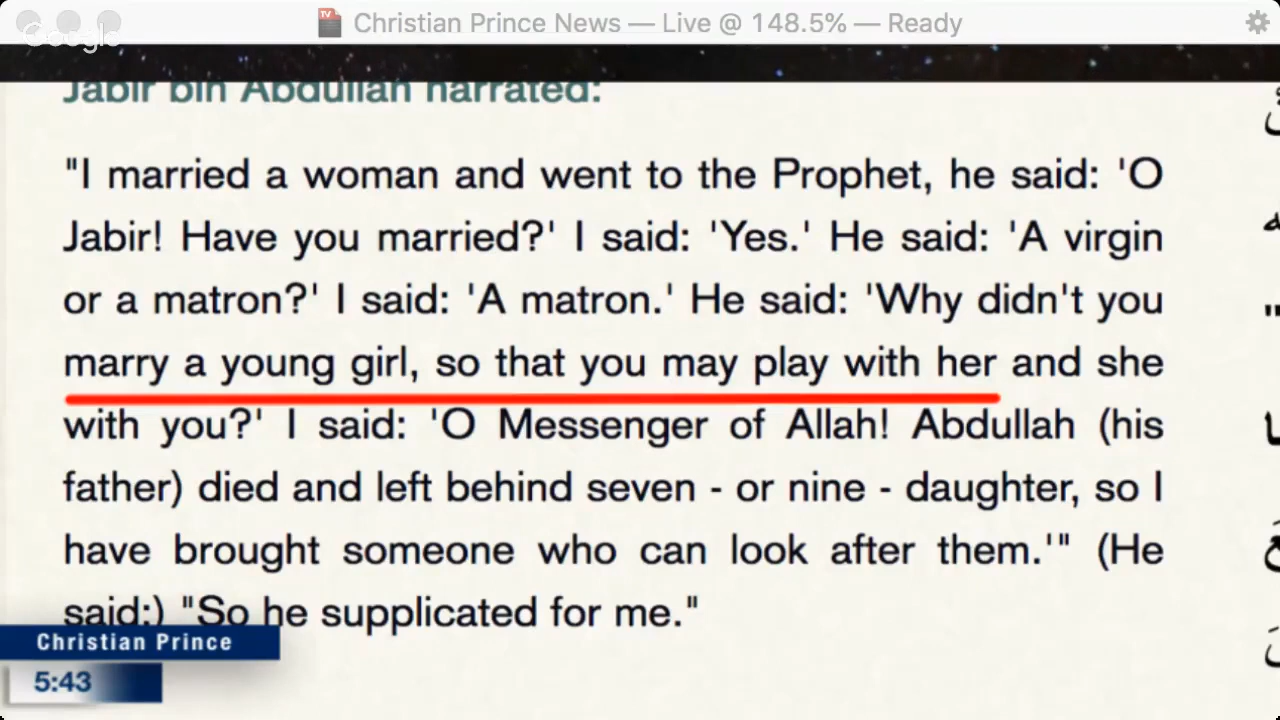 Christian Prince News — Live @ 148.5% — Ready
Google
Jabir bin Abdullah narrated:
"I married a woman and went to the Prophet, he said: 'O
Jabir! Have you married?' I said: 'Yes.' He said: 'A virgin
or a matron?' I said: 'A matron.' He said: 'Why didn't you
marry a young girl, so that you may play with her and she
with you?' I said: 'O Messenger of Allah! Abdullah (his
father) died and left behind seven - or nine - daughter, so I
have brought someone who can look after them.'" (He
said:) "So he supplicated for me."
Christian Prince
5:43